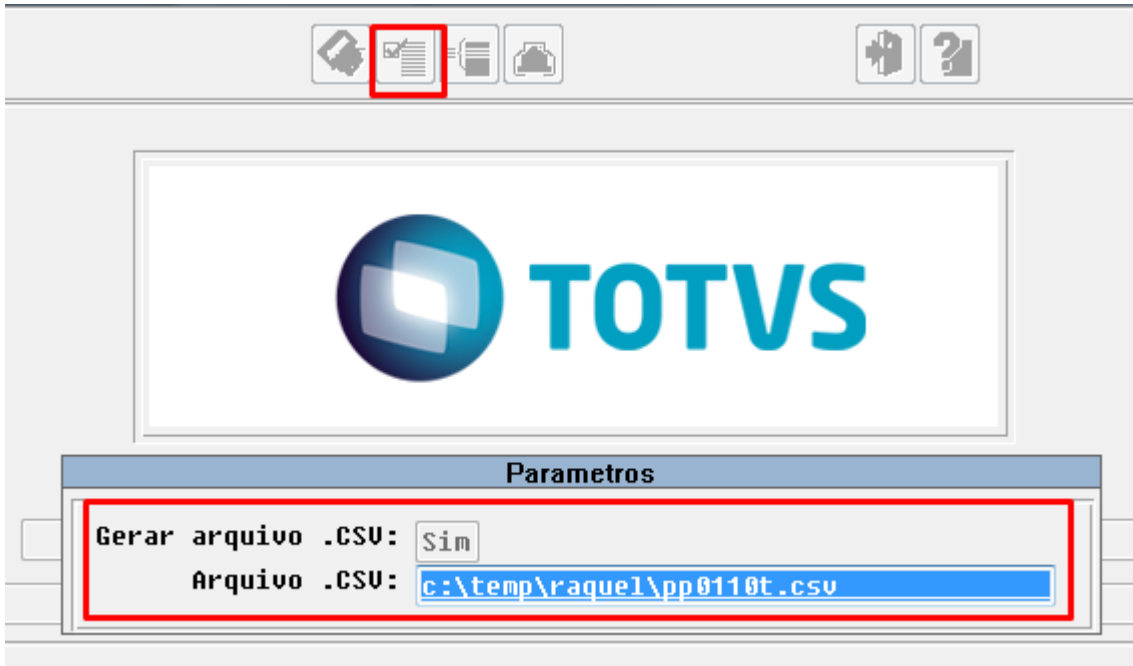 TOTVS
Parametros
Gerar arquivo .CSV: Sim
Arquivo .CSV: c:\temp\raquel\pp0110t.csv